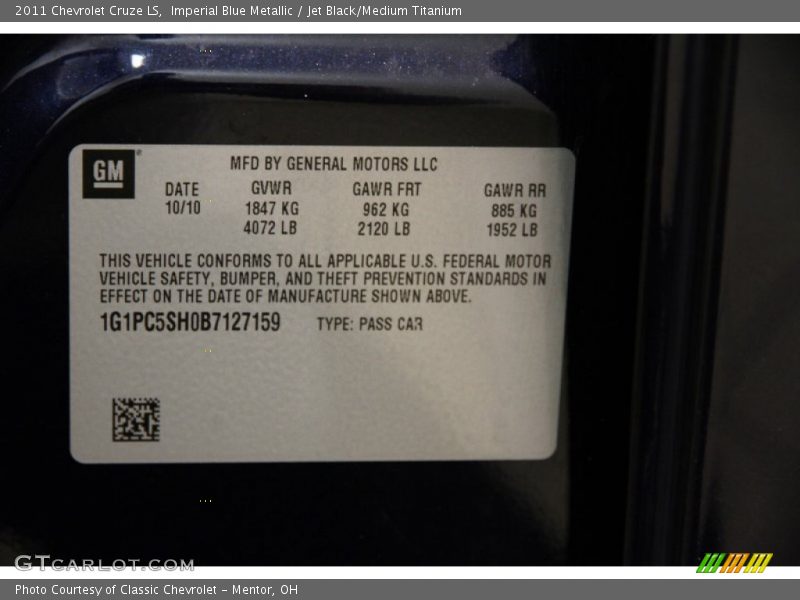 2011 Chevrolet Cruze LS, Imperial Blue Metallic / Jet Black/Medium Titanium
GM
MFD BY GENERAL MOTORS LLC
DATE GVWR GAWR FRT GAWR RR
10/10 1847 KG 962 KG 885 KG
4072 LB 2120 LB 1952 LB
THIS VEHICLE CONFORMS TO ALL APPLICABLE U.S. FEDERAL MOTOR
VEHICLE SAFETY, BUMPER, AND THEFT PREVENTION STANDARDS IN
EFFECT ON THE DATE OF MANUFACTURE SHOWN ABOVE.
1G1PC5SH0B7127159 TYPE: PASS CAR
GTCARLOT.COM
Photo Courtesy of Classic Chevrolet - Mentor, OH